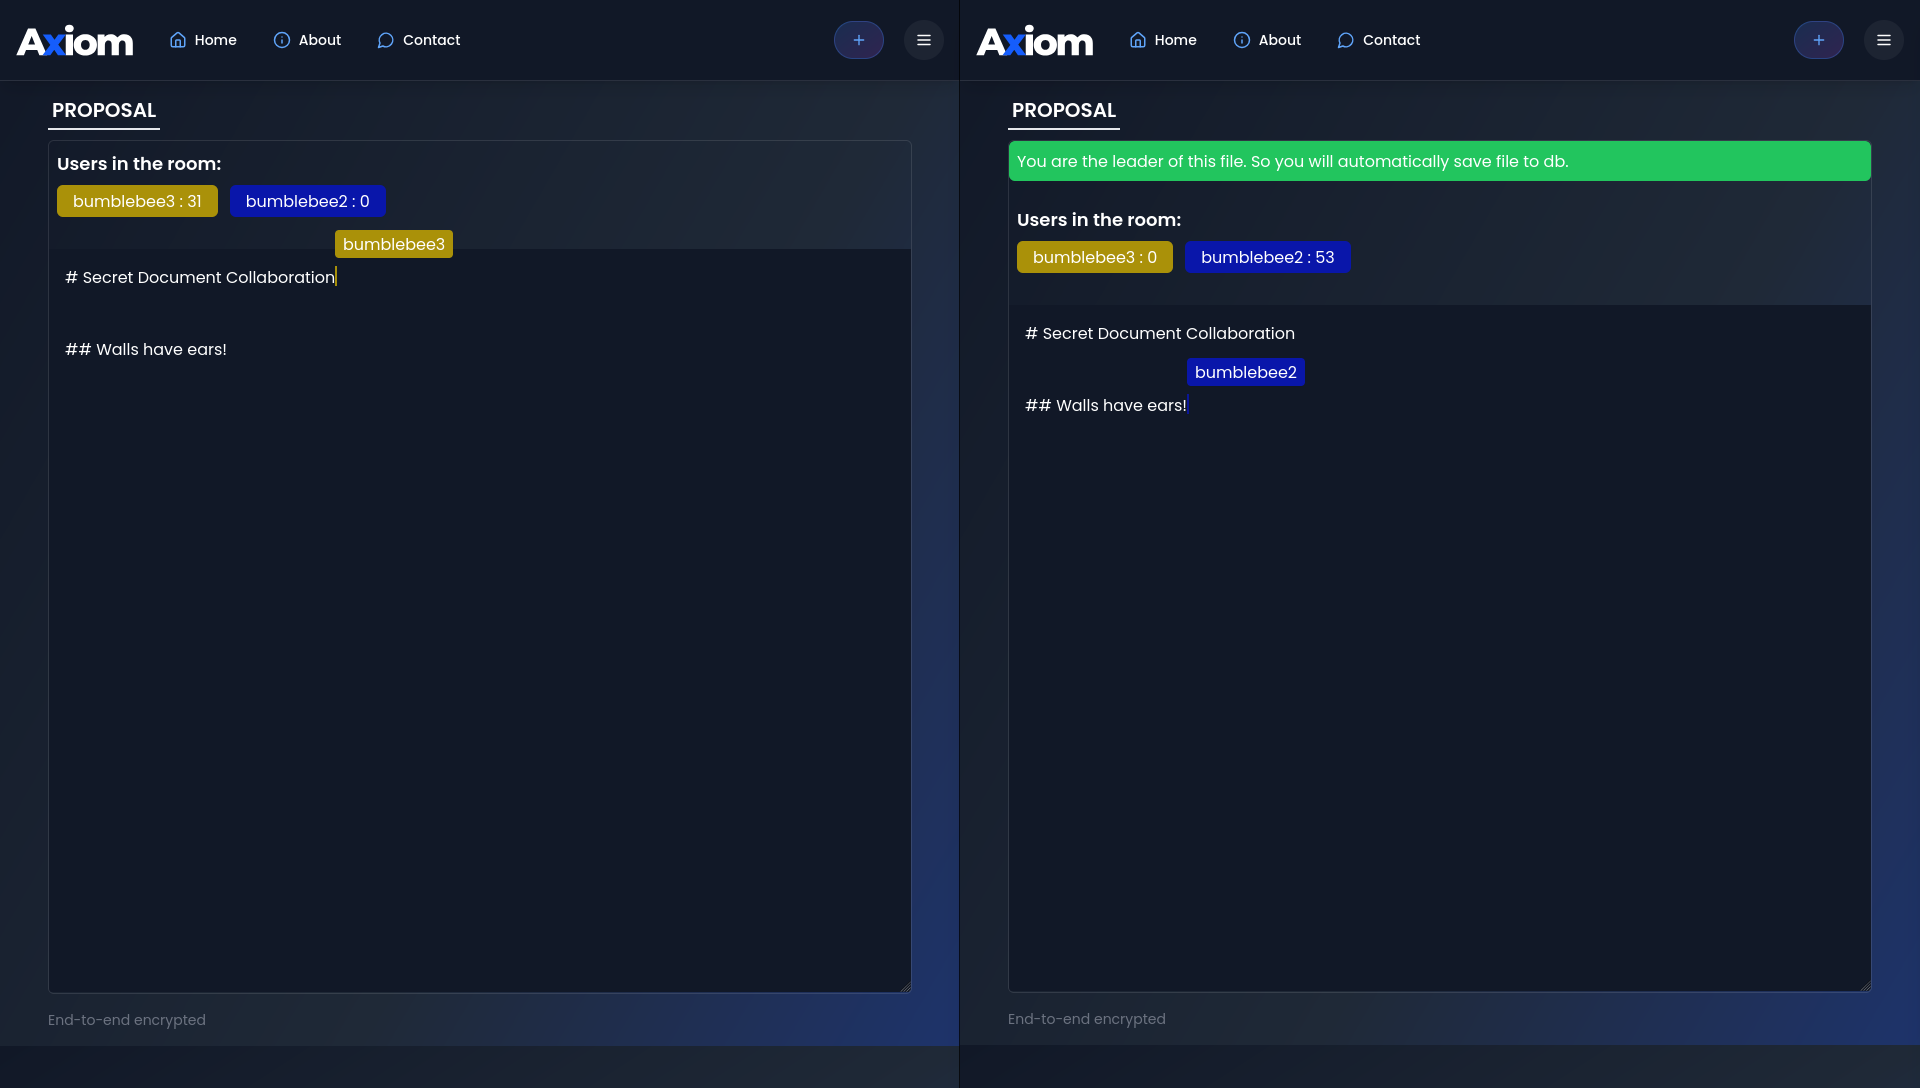 Axiom Home About Contact +
PROPOSAL
Users in the room:
bumblebee3 : 31 bumblebee2 : 0
bumblebee3
# Secret Document Collaboration
## Walls have ears!
End-to-end encrypted
Axiom Home About Contact +
PROPOSAL
You are the leader of this file. So you will automatically save file to db.
Users in the room:
bumblebee3 : 0 bumblebee2 : 53
# Secret Document Collaboration
bumblebee2
## Walls have ears!
End-to-end encrypted